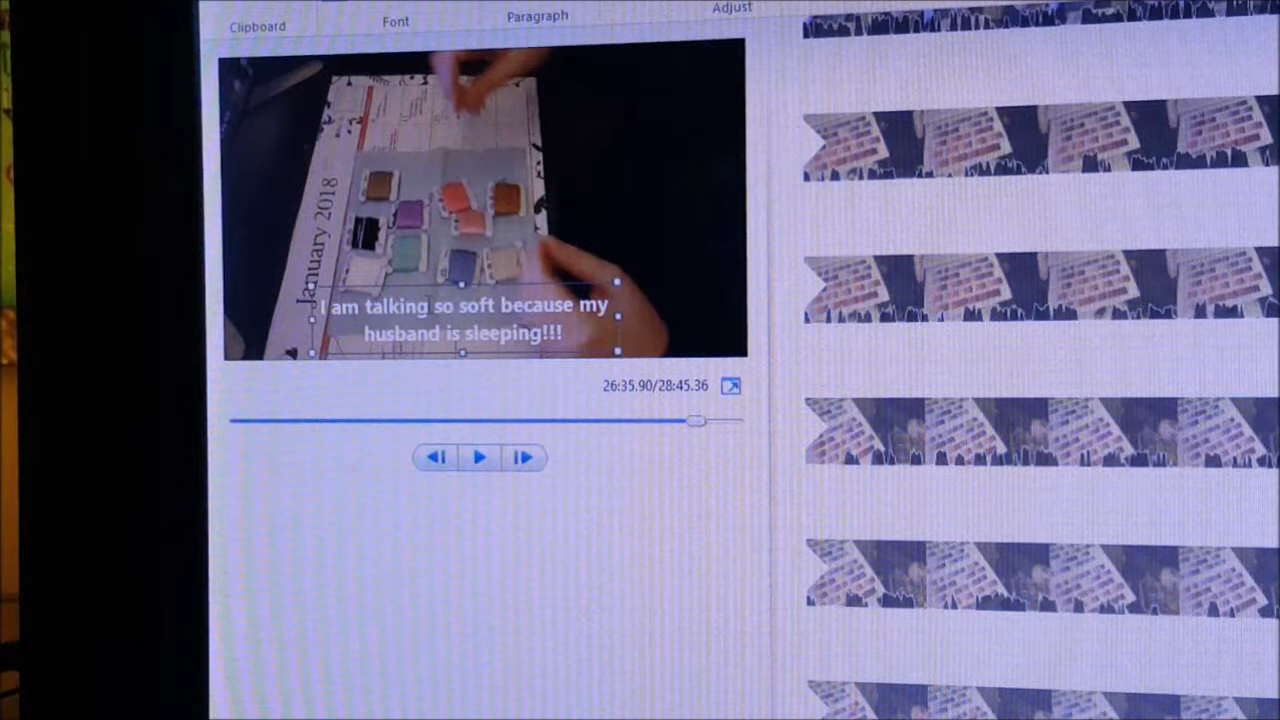 Clipboard
Font
Paragraph
Adjust
January 2018
I am talking so soft because my
husband is sleeping!!!
26:35.90/28:45.36